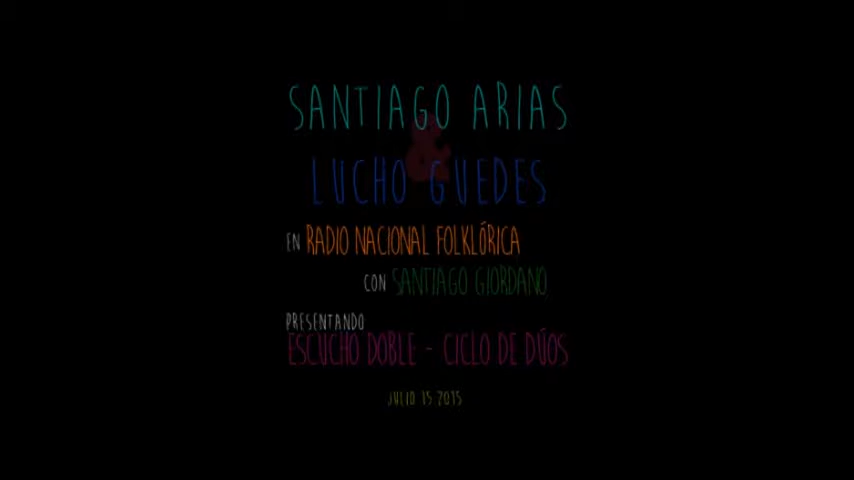 SANTIAGO ARIAS
&
LUCHO GUEDES
EN RADIO NACIONAL FOLKLÓRICA
CON SANTIAGO GIORDANO
PRESENTANDO
ESCUCHO DOBLE - CICLO DE DÚOS
JULIO 15 2015